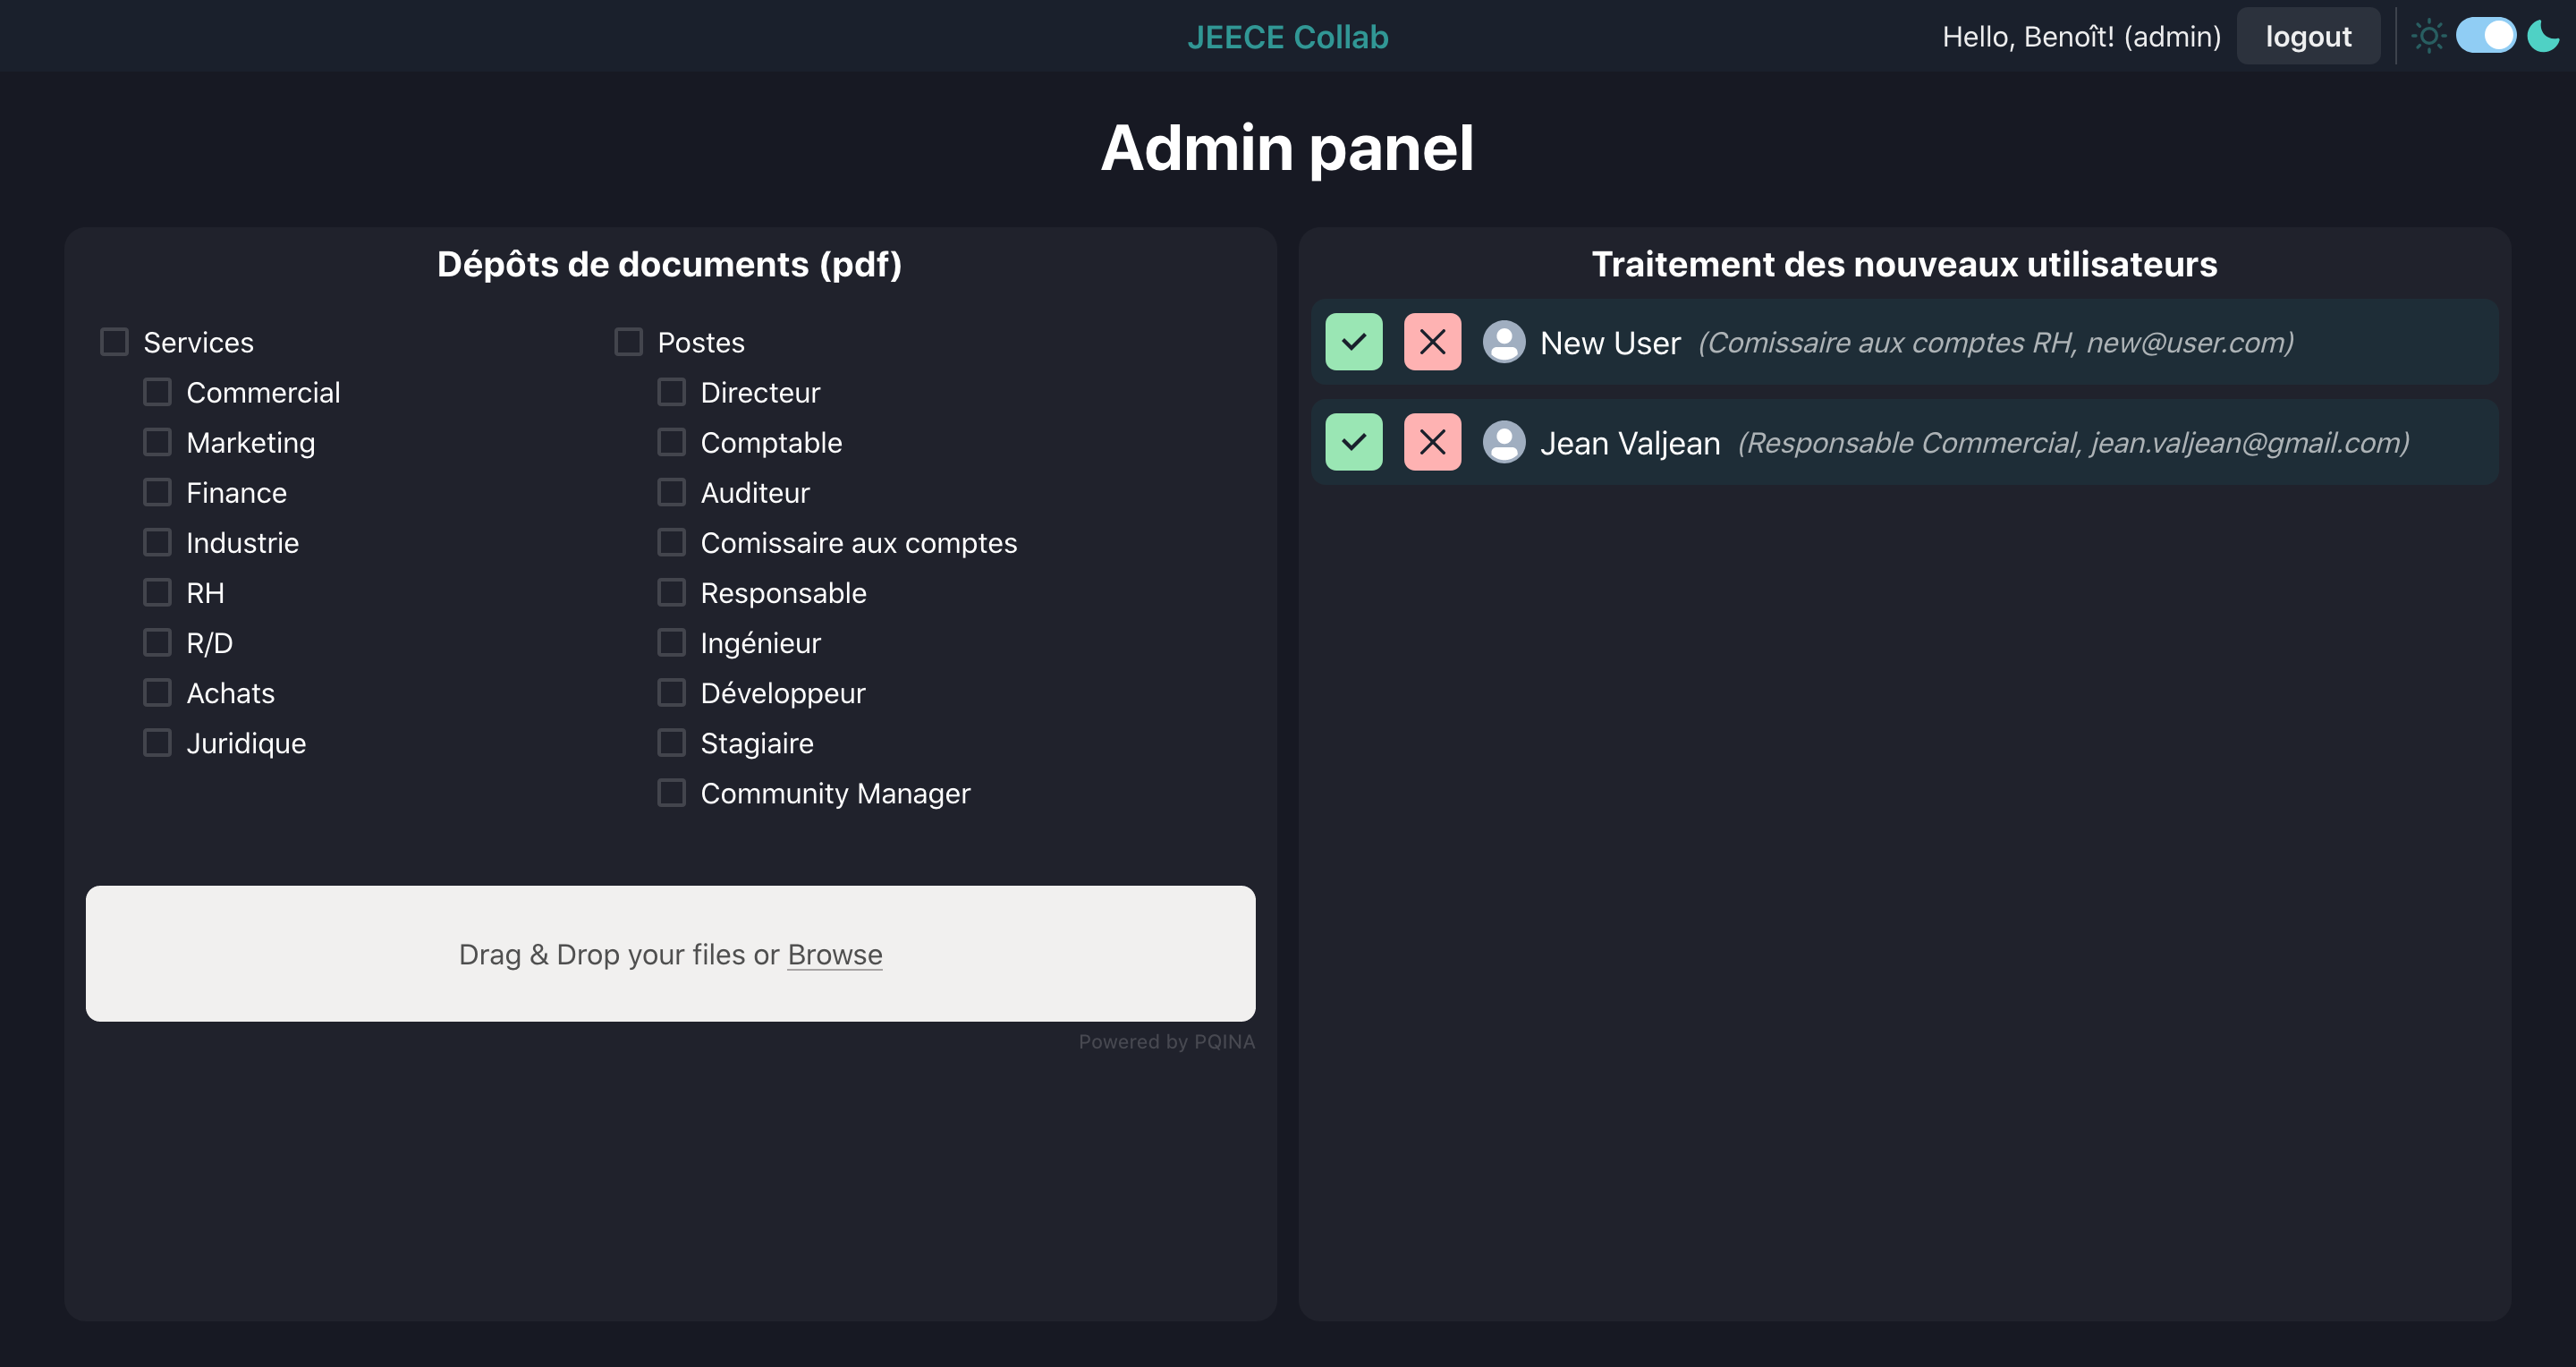 JEECE Collab
Hello, Benoît! (admin)
logout
Admin panel
Dépôts de documents (pdf)
Services
Commercial
Marketing
Finance
Industrie
RH
R/D
Achats
Juridique
Postes
Directeur
Comptable
Auditeur
Comissaire aux comptes
Responsable
Ingénieur
Développeur
Stagiaire
Community Manager
Drag & Drop your files or Browse
Powered by PQINA
Traitement des nouveaux utilisateurs
New User (Comissaire aux comptes RH, new@user.com)
Jean Valjean (Responsable Commercial, jean.valjean@gmail.com)